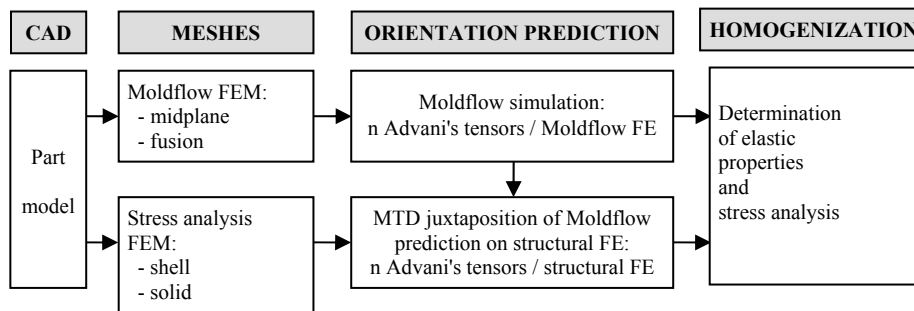 CAD
MESHES
ORIENTATION PREDICTION
HOMOGENIZATION
Part
model
Moldflow FEM:
- midplane
- fusion
Moldflow simulation:
n Advani's tensors / Moldflow FE
Determination
of elastic
properties
and
stress analysis
Stress analysis
FEM:
- shell
- solid
MTD juxtaposition of Moldflow
prediction on structural FE:
n Advani's tensors / structural FE